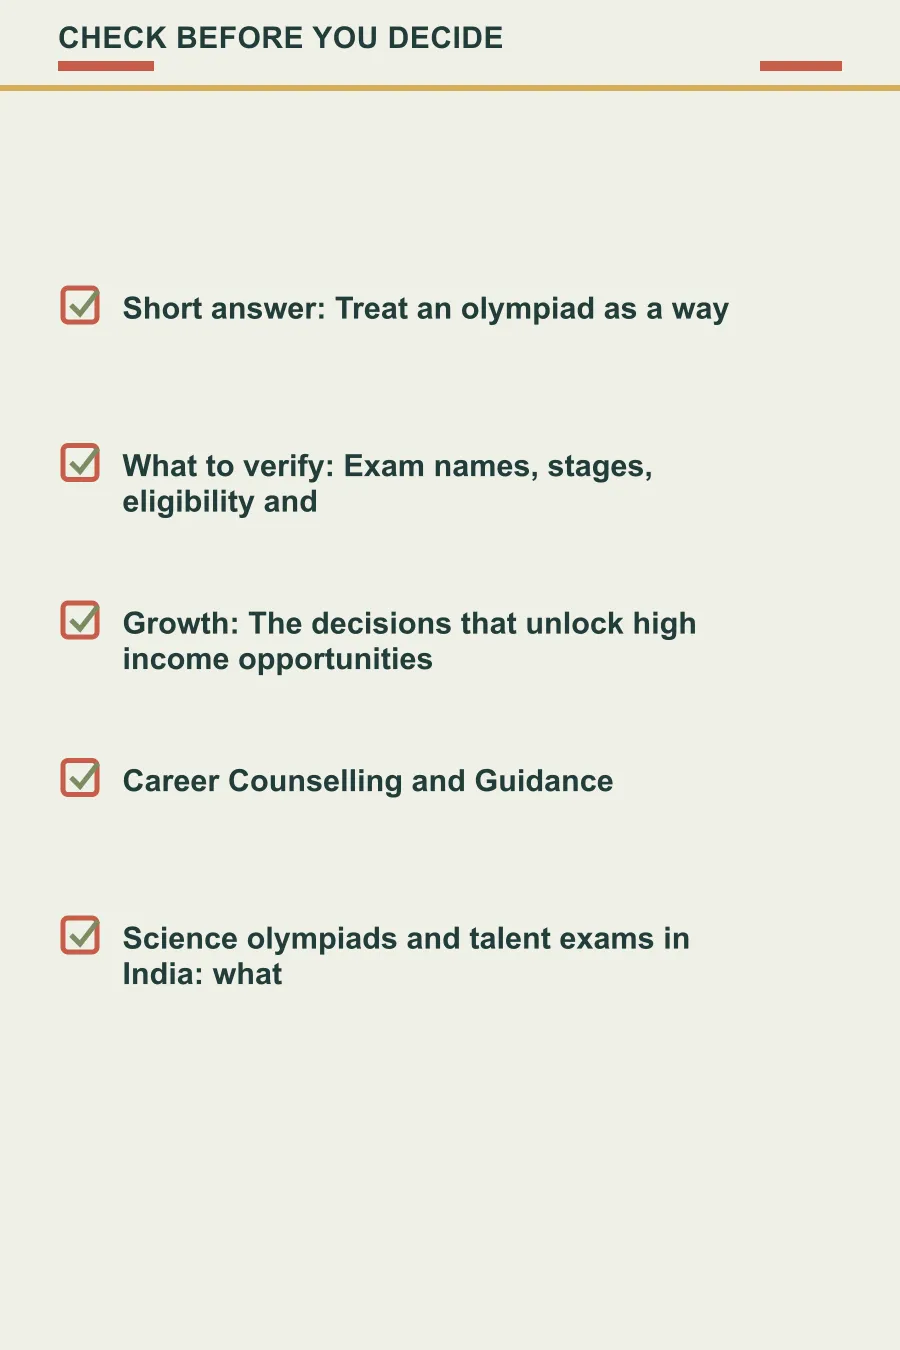 CHECK BEFORE YOU DECIDE
Short answer: Treat an olympiad as a way
What to verify: Exam names, stages,
eligibility and
Growth: The decisions that unlock high
income opportunities
Career Counselling and Guidance
Science olympiads and talent exams in
India: what